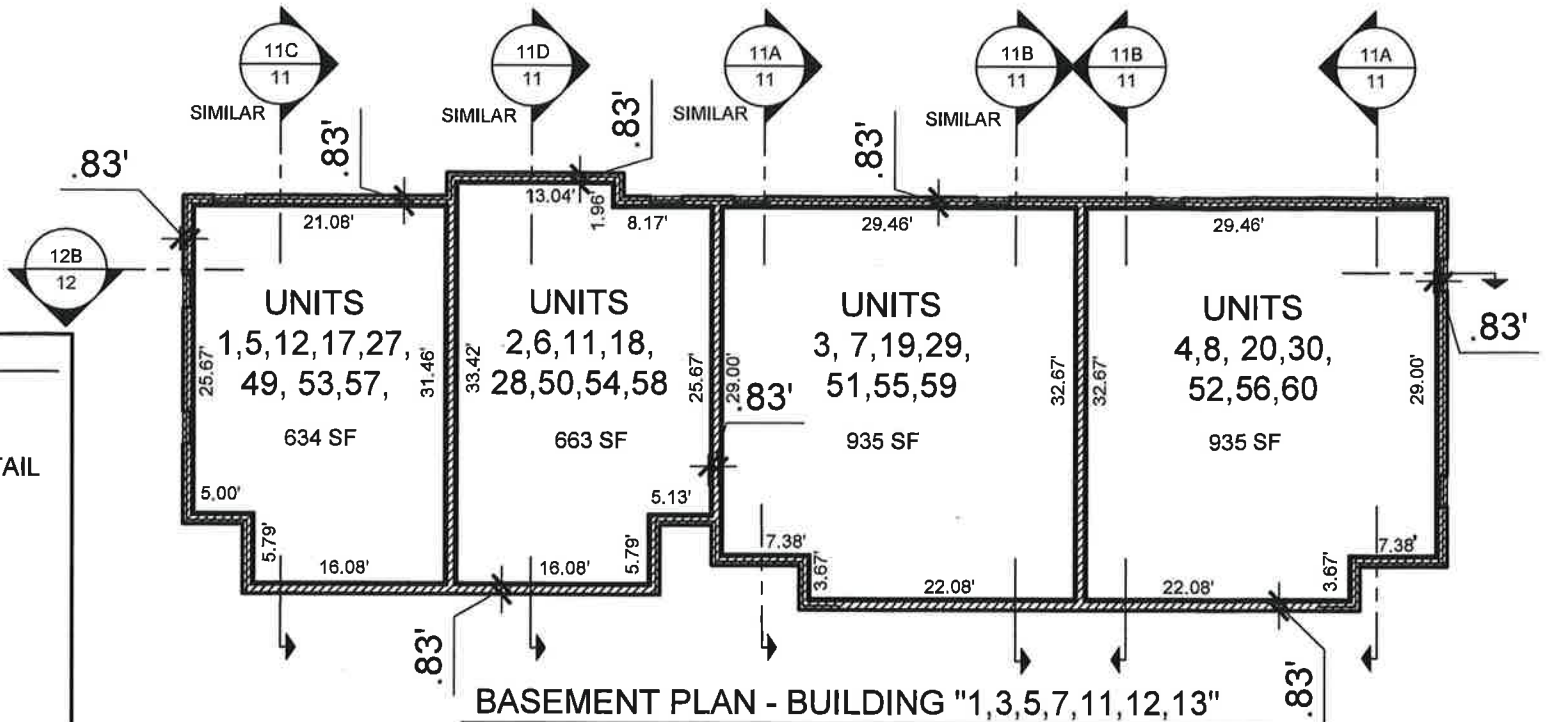 11C
11
11D
11
11A
11
11B
11
11B
11
11A
11
SIMILAR
SIMILAR
SIMILAR
SIMILAR
.83'
.83'
.83'
.83'
12B
12
21.08'
13.04'
1.96'
8.17'
29.46'
29.46'
UNITS
1,5,12,17,27,
49, 53,57,
634 SF
25.67'
31.46'
UNITS
2,6,11,18,
28,50,54,58
663 SF
33.42'
25.67'
UNITS
3, 7,19,29,
51,55,59
935 SF
29.00'
32.67'
UNITS
4,8, 20,30,
52,56,60
935 SF
32.67'
29.00'
.83'
.83'
TAIL
5.00'
5.79'
16.08'
16.08'
5.79'
5.13'
7.38'
3.67'
22.08'
22.08'
3.67'
7.38'
.83'
.83'
BASEMENT PLAN - BUILDING "1,3,5,7,11,12,13"